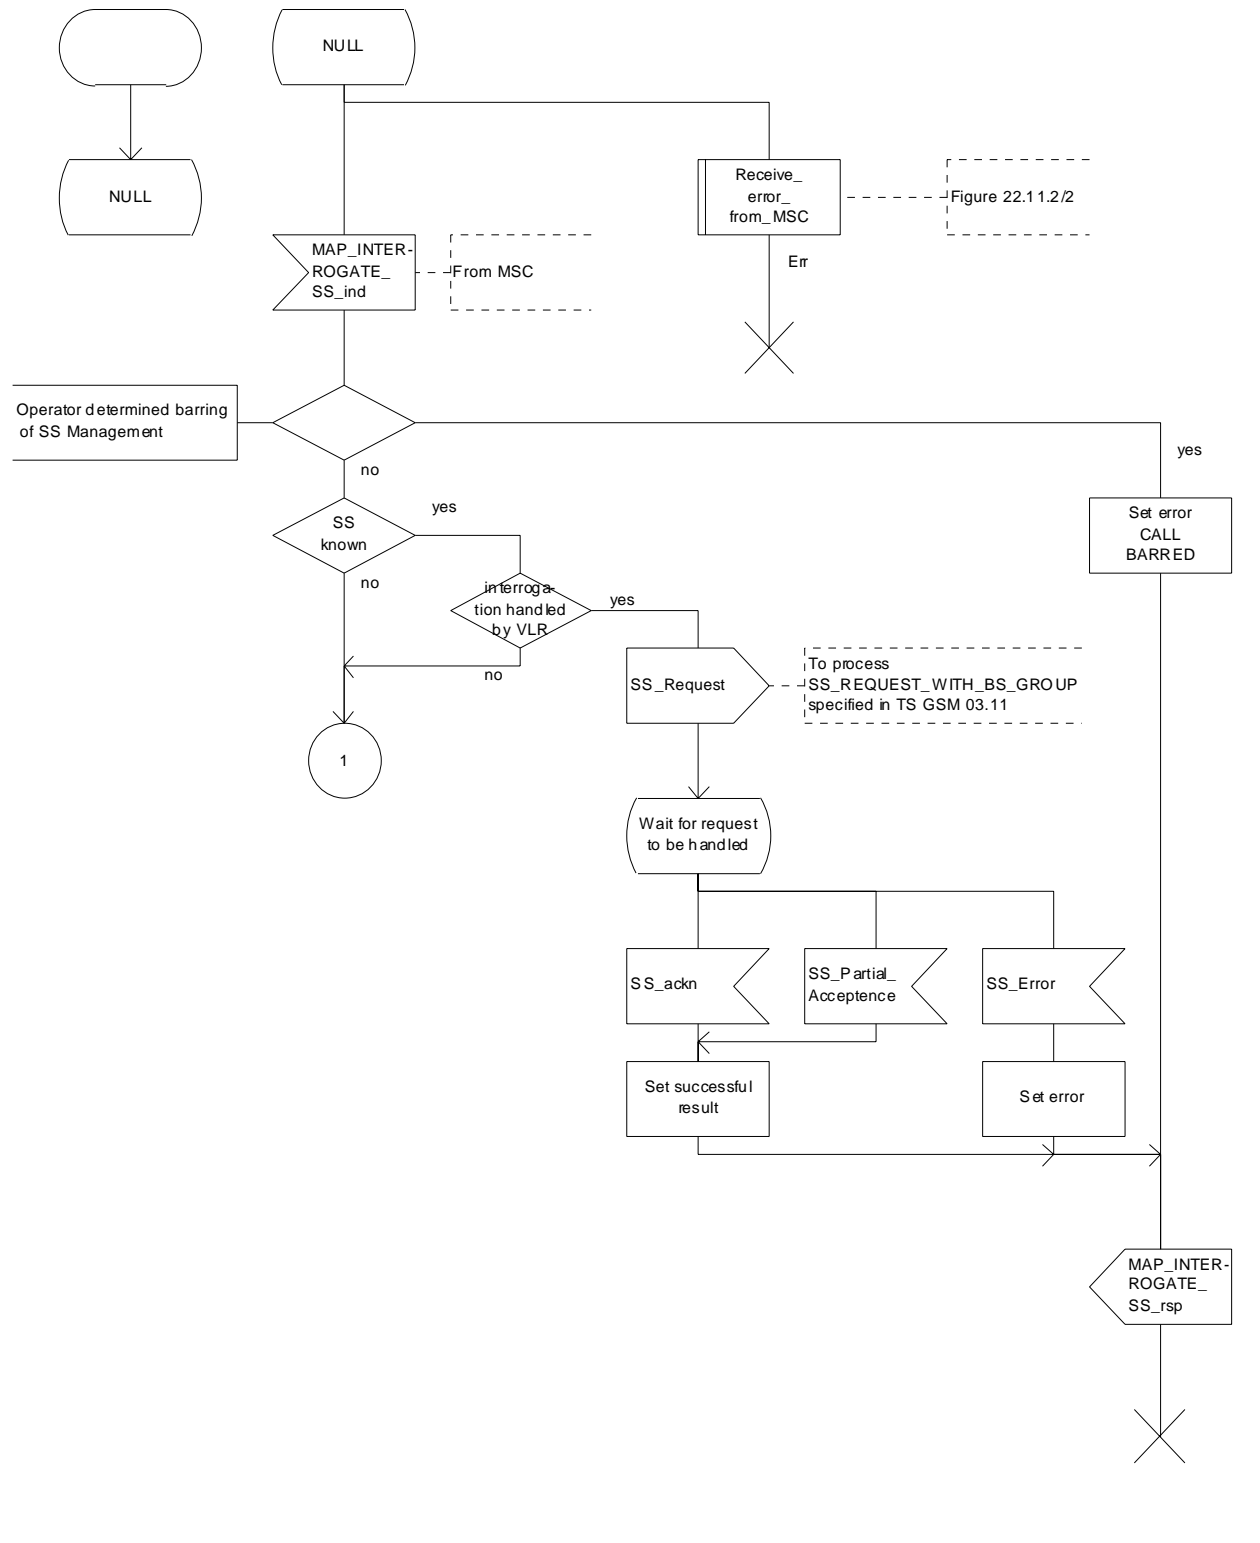 NULL
NULL
Receive_
error_
from_MSC
Figure 22.11.2/2
MAP_INTER-
ROGATE_
SS_ind
From MSC
Err
Operator determined barring
of SS Management
no
yes
SS
known
yes
no
Set error
CALL
BARRED
interroga-
tion handled
by VLR
yes
no
SS_Request
To process
SS_REQUEST_WITH_BS_GROUP
specified in TS GSM 03.11
1
Wait for request
to be handled
SS_ackn
SS_Partial_
Acceptence
SS_Error
Set successful
result
Set error
MAP_INTER-
ROGATE_
SS_rsp